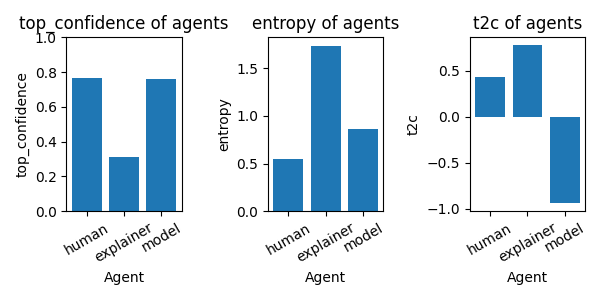 top_confidence of agents
top_confidence
1.0
0.8
0.6
0.4
0.2
0.0
human
explainer
model
Agent
entropy of agents
entropy
1.5
1.0
0.5
0.0
human
explainer
model
Agent
t2c of agents
t2c
0.5
0.0
−0.5
−1.0
human
explainer
model
Agent